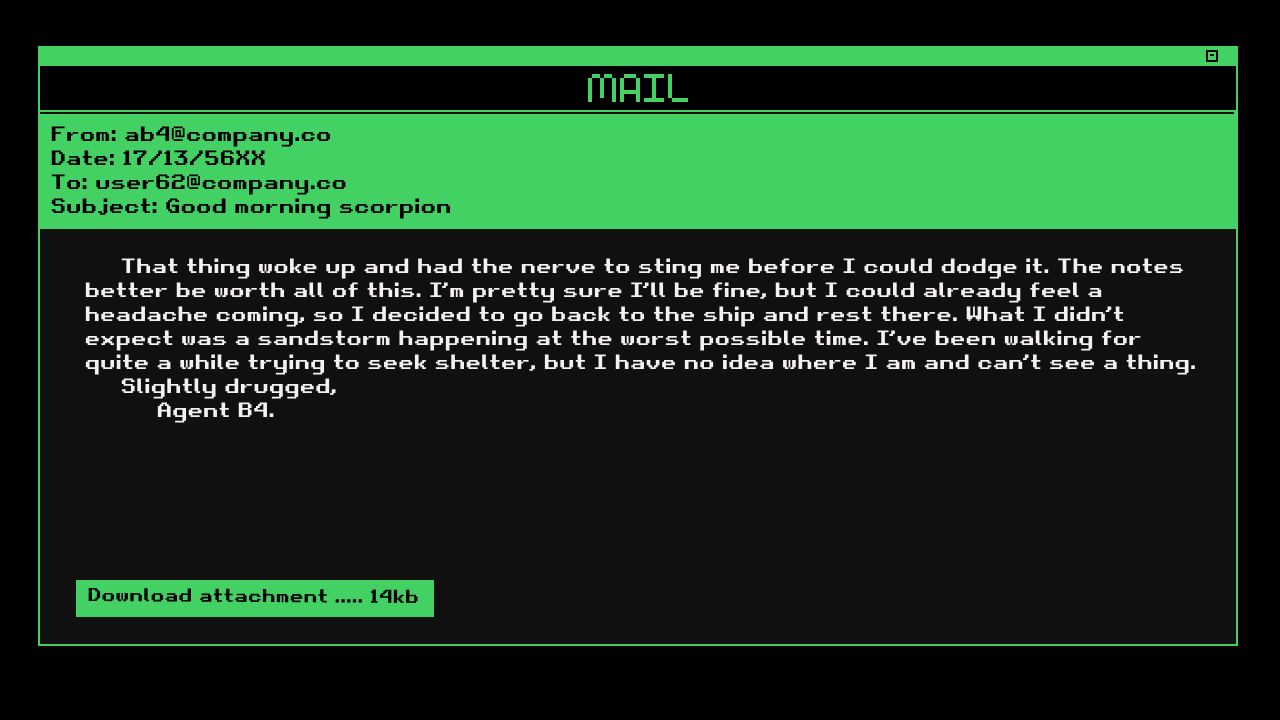 MAIL
From: ab4@company.co
Date: 17/13/56XX
To: user62@company.co
Subject: Good morning scorpion
That thing woke up and had the nerve to sting me before I could dodge it. The notes
better be worth all of this. I'm pretty sure I'll be fine, but I could already feel a
headache coming, so I decided to go back to the ship and rest there. What I didn't
expect was a sandstorm happening at the worst possible time. I've been walking for
quite a while trying to seek shelter, but I have no idea where I am and can't see a thing.
Slightly drugged,
Agent B4.
Download attachment ..... 14kb